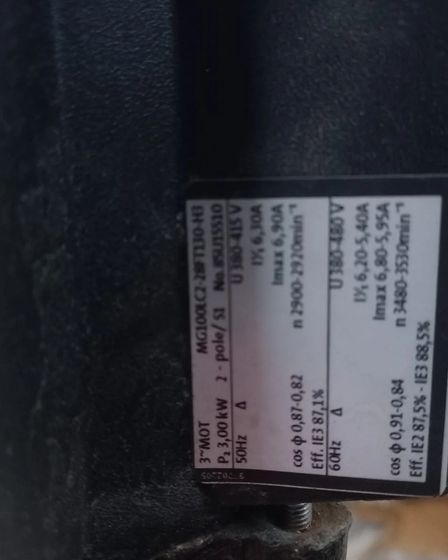 3~MOT MG100LC2-28FT130-H3
P₂ 3,00 kW 2 - pole/ S1 No. 85U15510
50Hz Δ U 380-415 V
I¹⁄₁ 6,30A
Imax 6,90A
cos φ 0,87-0,82 n 2900-2920min⁻¹
Eff. IE3 87,1%
60Hz Δ U 380-480 V
I¹⁄₁ 6,20-5,40A
Imax 6,80-5,95A
cos φ 0,91-0,84 n 3480-3530min⁻¹
Eff. IE2 87,5% - IE3 88,5%